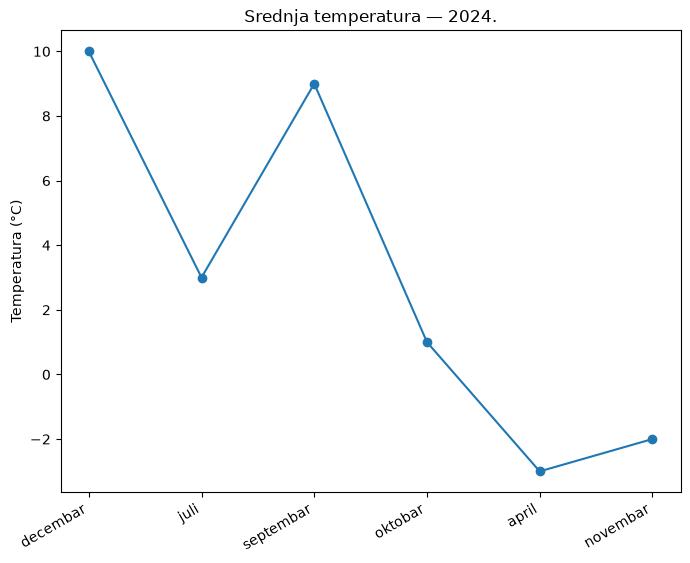 Srednja temperatura — 2024.
Temperatura (°C)
10
8
6
4
2
0
−2
decembar
juli
septembar
oktobar
april
novembar